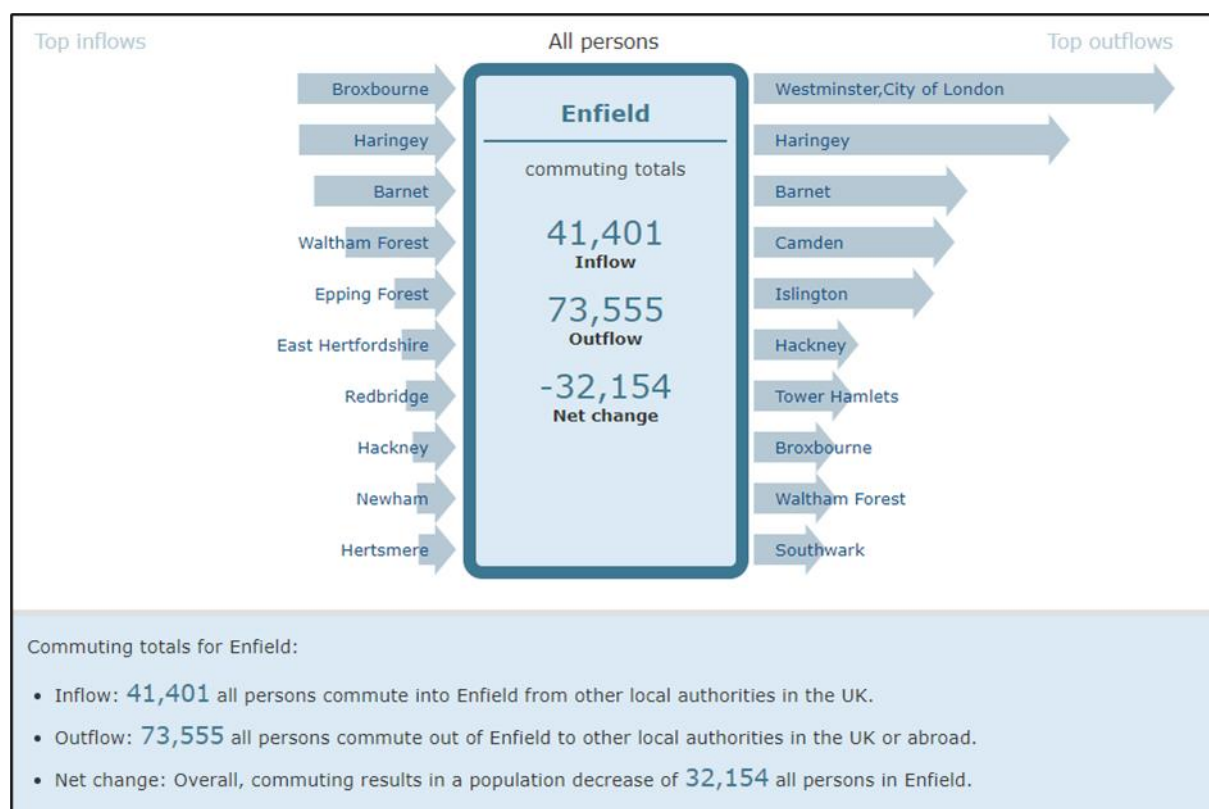 Top inflows
All persons
Top outflows
Broxbourne
Haringey
Barnet
Waltham Forest
Epping Forest
East Hertfordshire
Redbridge
Hackney
Newham
Hertsmere
Enfield
commuting totals
41,401
Inflow
73,555
Outflow
-32,154
Net change
Westminster,City of London
Haringey
Barnet
Camden
Islington
Hackney
Tower Hamlets
Broxbourne
Waltham Forest
Southwark
Commuting totals for Enfield:
• Inflow: 41,401 all persons commute into Enfield from other local authorities in the UK.
• Outflow: 73,555 all persons commute out of Enfield to other local authorities in the UK or abroad.
• Net change: Overall, commuting results in a population decrease of 32,154 all persons in Enfield.